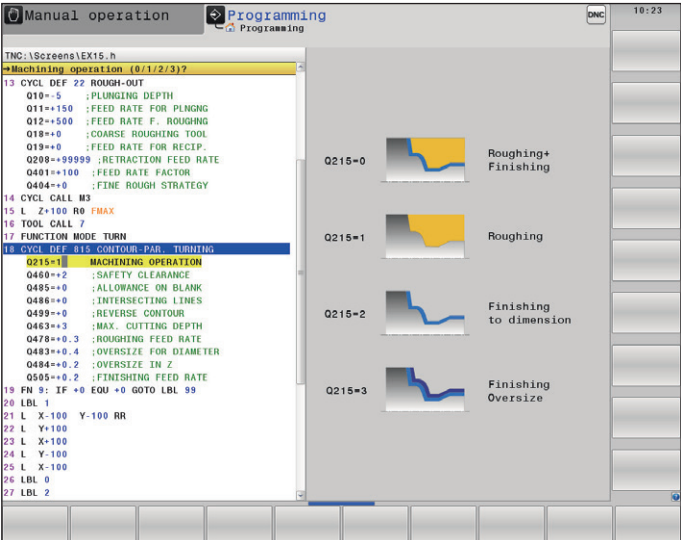 Manual operation
Programming
Programming
DNC
10:23
TNC:\Screens\EX15.h
→Machining operation (0/1/2/3)?
13 CYCL DEF 22 ROUGH-OUT
Q10=-5 ;PLUNGING DEPTH
Q11=+150 ;FEED RATE FOR PLNGNG
Q12=+500 ;FEED RATE F. ROUGHNG
Q18=+0 ;COARSE ROUGHING TOOL
Q19=+0 ;FEED RATE FOR RECIP.
Q208=+99999 ;RETRACTION FEED RATE
Q401=+100 ;FEED RATE FACTOR
Q404=+0 ;FINE ROUGH STRATEGY
14 CYCL CALL M3
15 L Z+100 R0 FMAX
16 TOOL CALL 7
17 FUNCTION MODE TURN
18 CYCL DEF 815 CONTOUR-PAR. TURNING
Q215=1 MACHINING OPERATION
Q460=+2 ;SAFETY CLEARANCE
Q485=+0 ;ALLOWANCE ON BLANK
Q486=+0 ;INTERSECTING LINES
Q499=+0 ;REVERSE CONTOUR
Q463=+3 ;MAX. CUTTING DEPTH
Q478=+0.3 ;ROUGHING FEED RATE
Q483=+0.4 ;OVERSIZE FOR DIAMETER
Q484=+0.2 ;OVERSIZE IN Z
Q505=+0.2 ;FINISHING FEED RATE
19 FN 9: IF +0 EQU +0 GOTO LBL 99
20 LBL 1
21 L X-100 Y-100 RR
22 L Y+100
23 L X+100
24 L Y-100
25 L X-100
26 LBL 0
27 LBL 2
Q215=0
Roughing+
Finishing
Q215=1
Roughing
Q215=2
Finishing
to dimension
Q215=3
Finishing
Oversize